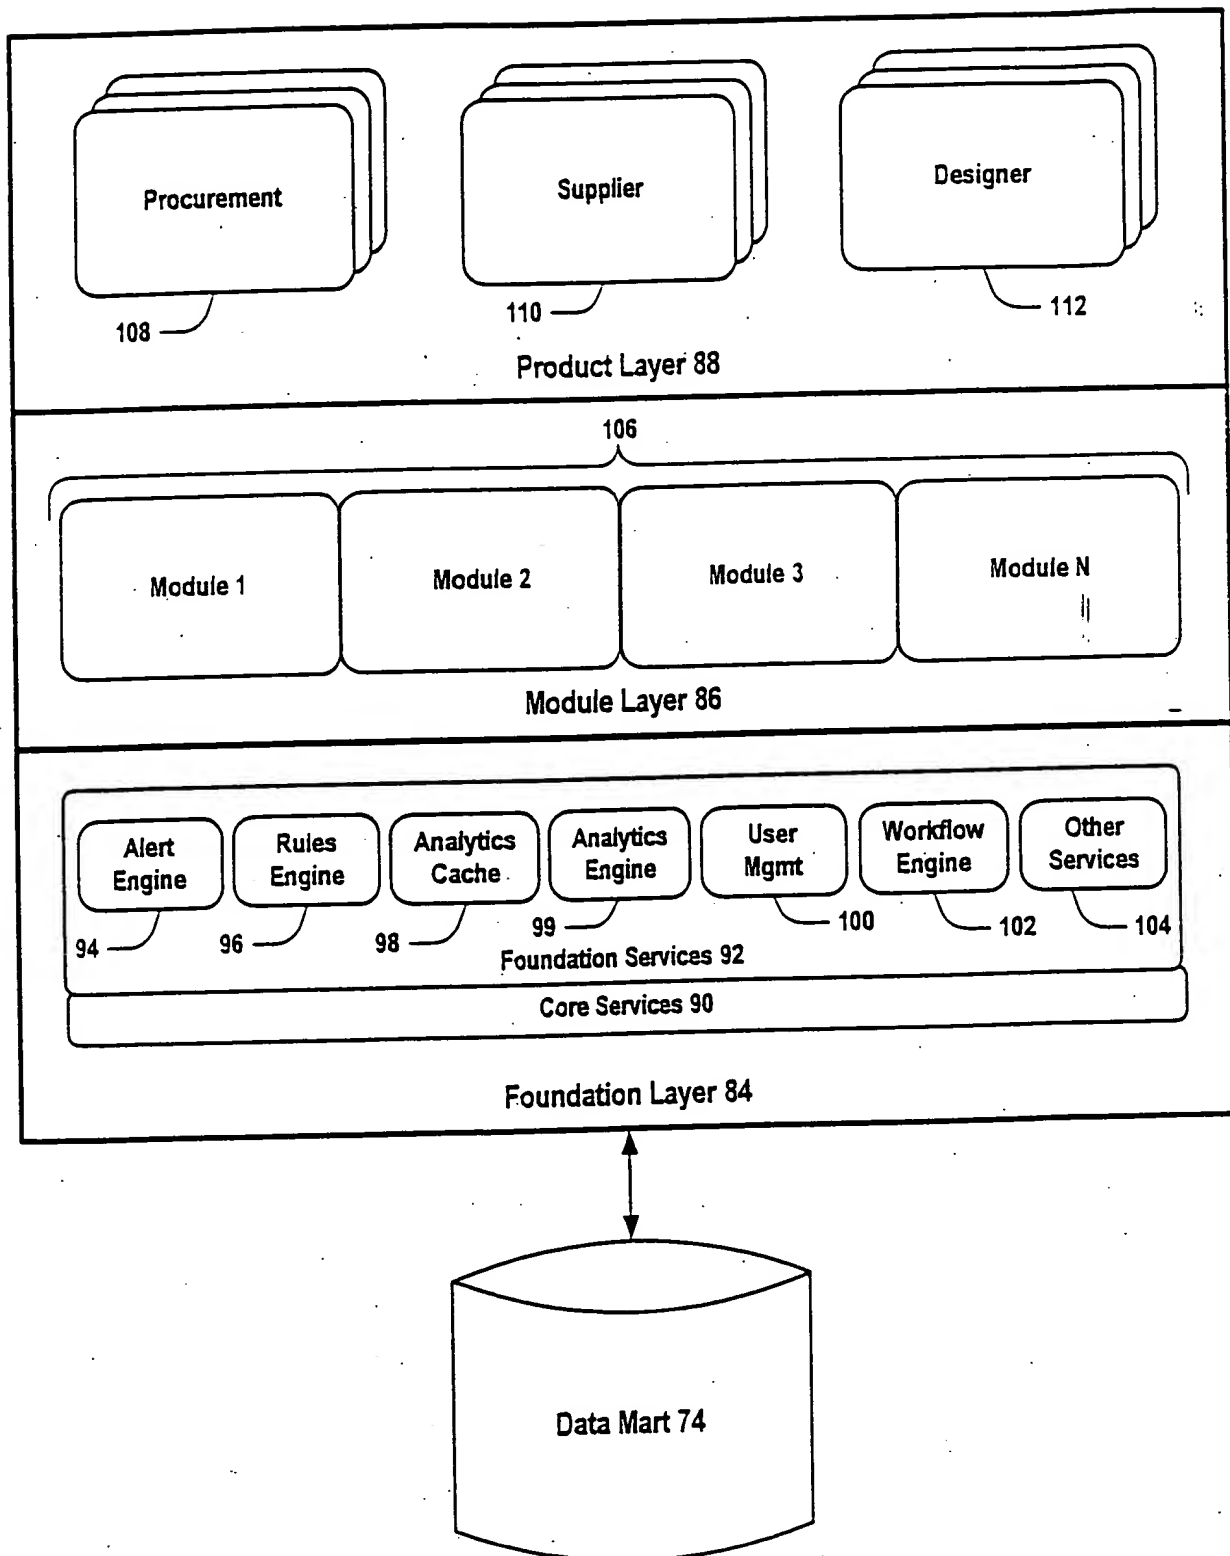 Procurement
Supplier
Designer
108
110
112
Product Layer 88
106
Module 1
Module 2
Module 3
Module N
Module Layer 86
Alert
Engine
Rules
Engine
Analytics
Cache
Analytics
Engine
User
Mgmt
Workflow
Engine
Other
Services
94
96
98
99
100
102
104
Foundation Services 92
Core Services 90
Foundation Layer 84
Data Mart 74